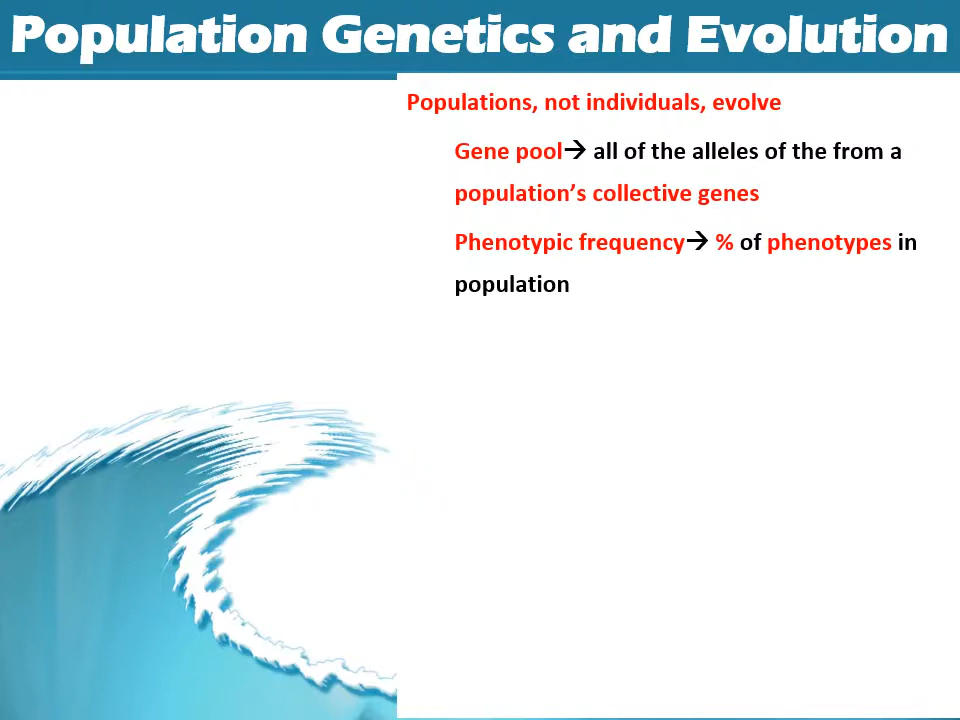 Population Genetics and Evolution
Populations, not individuals, evolve
Gene pool→ all of the alleles of the from a
population’s collective genes
Phenotypic frequency→ % of phenotypes in
population